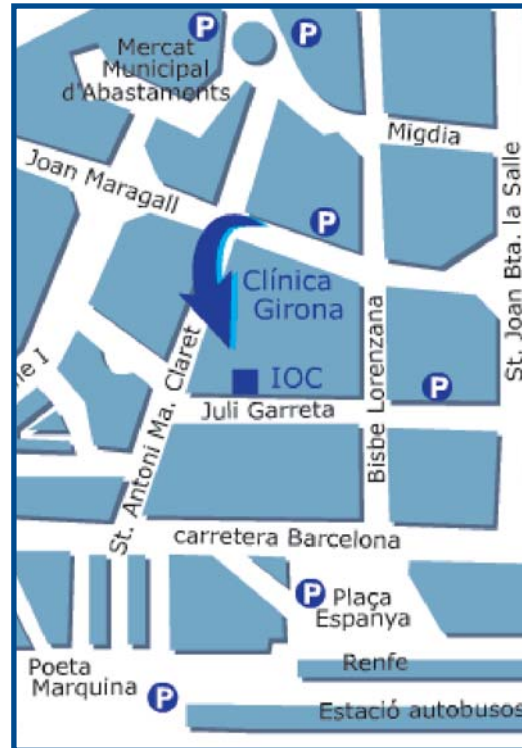 P
P
Mercat
Municipal
d'Abastaments
Migdia
Joan Maragall
St. Joan Bta. la Salle
P
Clínica
Girona
IOC
Juli Garreta
Bisbe Lorenzana
P
St. Antoni Ma. Claret
carretera Barcelona
P
Plaça
Espanya
Renfe
Poeta
Marquina
P
Estació autobusos